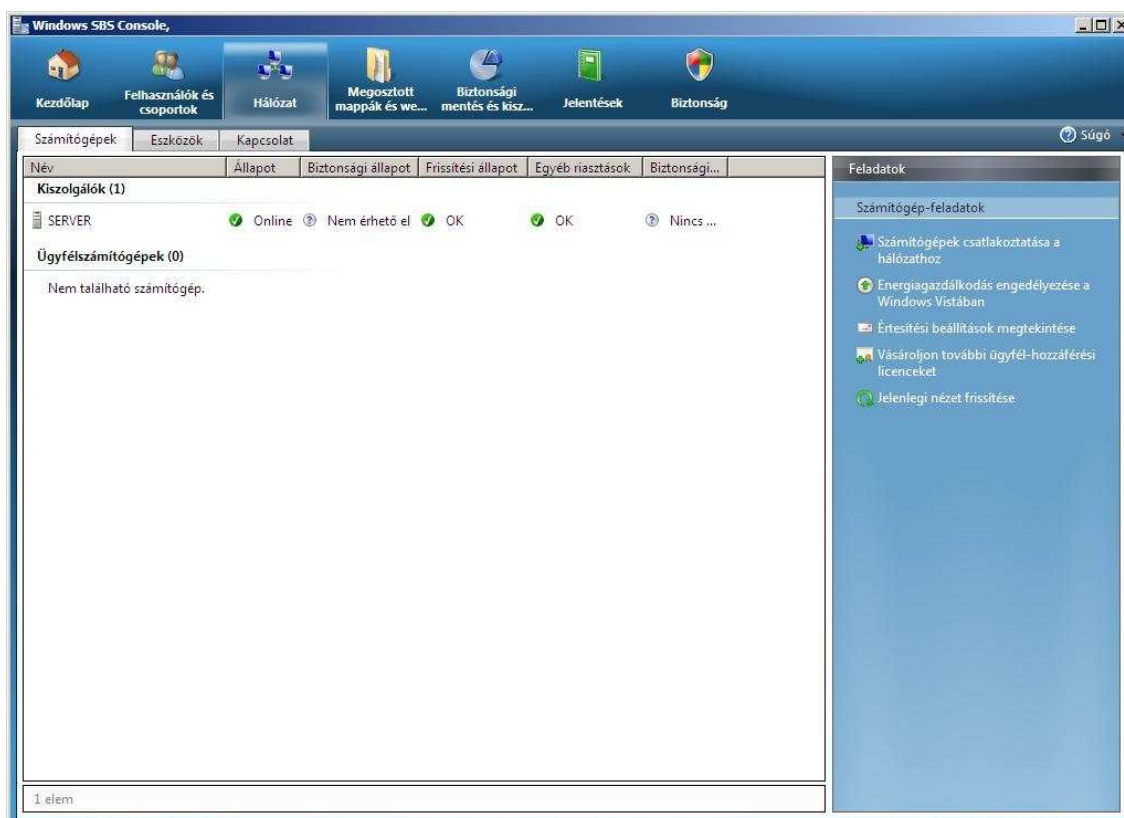 Windows SBS Console,
Kezdőlap
Felhasználók és
csoportok
Hálózat
Megosztott
mappák és we...
Biztonsági
mentés és kisz...
Jelentések
Biztonság
Számítógépek
Eszközök
Kapcsolat
Súgó
Név
Állapot
Biztonsági állapot
Frissítési állapot
Egyéb riasztások
Biztonsági...
Kiszolgálók (1)
SERVER
Online
Nem érhető el
OK
OK
Nincs ...
Ügyfélszámítógépek (0)
Nem található számítógép.
1 elem
Feladatok
Számítógép-feladatok
Számítógépek csatlakoztatása a
hálózathoz
Energiagazdálkodás engedélyezése a
Windows Vistában
Értesítési beállítások megtekintése
Vásároljon további ügyfél-hozzáférési
licenceket
Jelenlegi nézet frissítése